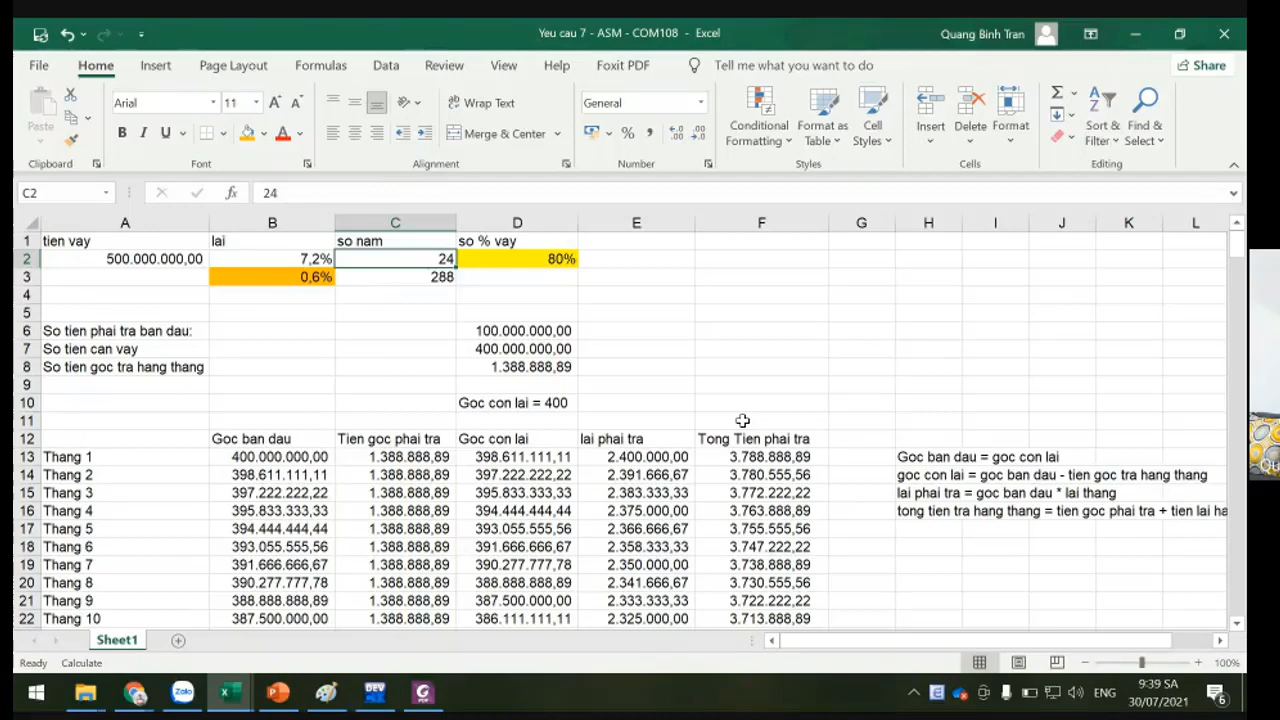 Yeu cau 7 - ASM - COM108 - Excel
Quang Binh Tran
File Home Insert Page Layout Formulas Data Review View Help Foxit PDF Tell me what you want to do Share
Paste Arial 11 Wrap Text General Conditional Formatting Format as Table Cell Styles Insert Delete Format Sort & Filter Find & Select
B I U Merge & Center
Clipboard Font Alignment Number Styles Cells Editing
C2 fx 24
A B C D E F G H I J K L
1 tien vay lai so nam so % vay
2 500.000.000,00 7,2% 24 80%
3 0,6% 288
4
5
6 So tien phai tra ban dau: 100.000.000,00
7 So tien can vay 400.000.000,00
8 So tien goc tra hang thang 1.388.888,89
9
10 Goc con lai = 400
11
12 Goc ban dau Tien goc phai tra Goc con lai lai phai tra Tong Tien phai tra
13 Thang 1 400.000.000,00 1.388.888,89 398.611.111,11 2.400.000,00 3.788.888,89 Goc ban dau = goc con lai
14 Thang 2 398.611.111,11 1.388.888,89 397.222.222,22 2.391.666,67 3.780.555,56 goc con lai = goc ban dau - tien goc tra hang thang
15 Thang 3 397.222.222,22 1.388.888,89 395.833.333,33 2.383.333,33 3.772.222,22 lai phai tra = goc ban dau * lai thang
16 Thang 4 395.833.333,33 1.388.888,89 394.444.444,44 2.375.000,00 3.763.888,89 tong tien tra hang thang = tien goc phai tra + tien lai ha
17 Thang 5 394.444.444,44 1.388.888,89 393.055.555,56 2.366.666,67 3.755.555,56
18 Thang 6 393.055.555,56 1.388.888,89 391.666.666,67 2.358.333,33 3.747.222,22
19 Thang 7 391.666.666,67 1.388.888,89 390.277.777,78 2.350.000,00 3.738.888,89
20 Thang 8 390.277.777,78 1.388.888,89 388.888.888,89 2.341.666,67 3.730.555,56
21 Thang 9 388.888.888,89 1.388.888,89 387.500.000,00 2.333.333,33 3.722.222,22
22 Thang 10 387.500.000,00 1.388.888,89 386.111.111,11 2.325.000,00 3.713.888,89
Sheet1
Ready Calculate 100%
Zalo DEV ENG 9:39 SA
30/07/2021 6